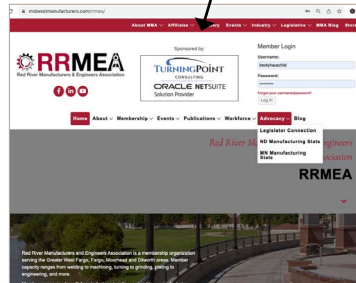 midwestmanufacturers.com/rrmea/
About MMA Affiliates Events Industry Legislative MMA Blog Store
RRMEA
Red River Manufacturers & Engineers Association
Sponsored by:
TURNINGPOINT
CONSULTING
ORACLE NETSUITE
Solution Provider
Member Login
Username:
beckyhauschild
Password:
Forgot your username/password?
Log In
Home About Membership Events Publications Workforce Advocacy Blog
Legislator Connection
ND Manufacturing Stats
MN Manufacturing
Stats
Red River
RRMEA
Red River Manufacturers and Engineers Association is a membership organization
serving the Greater West Fargo, Fargo, Moorhead and Dilworth areas. Member
capacity ranges from welding to machining, turning to grinding, plating to
engineering, and more.